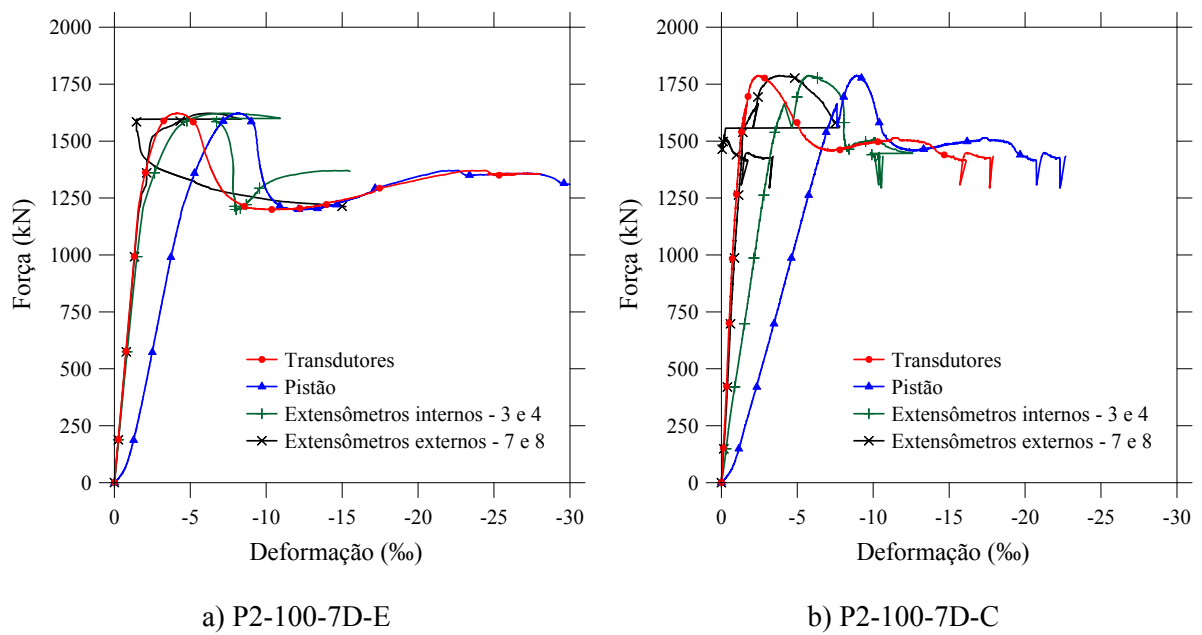 2000
1750
1500
1250
1000
750
500
250
0
Força (kN)
0 -5 -10 -15 -20 -25 -30
Deformação (‰)
Transdutores
Pistão
Extensômetros internos - 3 e 4
Extensômetros externos - 7 e 8
a) P2-100-7D-E
2000
1750
1500
1250
1000
750
500
250
0
Força (kN)
0 -5 -10 -15 -20 -25 -30
Deformação (‰)
Transdutores
Pistão
Extensômetros internos - 3 e 4
Extensômetros externos - 7 e 8
b) P2-100-7D-C